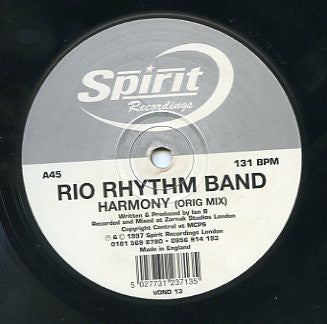 Spirit
Recordings
A45
131 BPM
RIO RHYTHM BAND
HARMONY (ORIG MIX)
Written & Produced by Ian B
Recorded and Mixed at Zarnak Studios London
Copyright Control at MCPS
℗ & © 1997 Spirit Recordings London
0181 569 8780 • 0956 914 193
Made in England
5 027731 237135
VOND 13